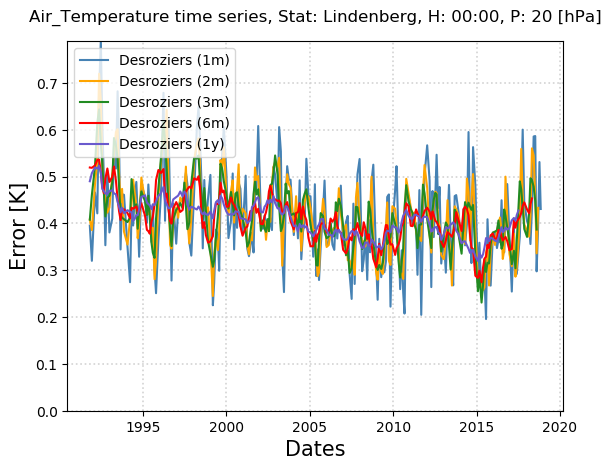 Air_Temperature time series, Stat: Lindenberg, H: 00:00, P: 20 [hPa]
Desroziers (1m)
Desroziers (2m)
Desroziers (3m)
Desroziers (6m)
Desroziers (1y)
Error [K]
0.7
0.6
0.5
0.4
0.3
0.2
0.1
0.0
1995 2000 2005 2010 2015 2020
Dates